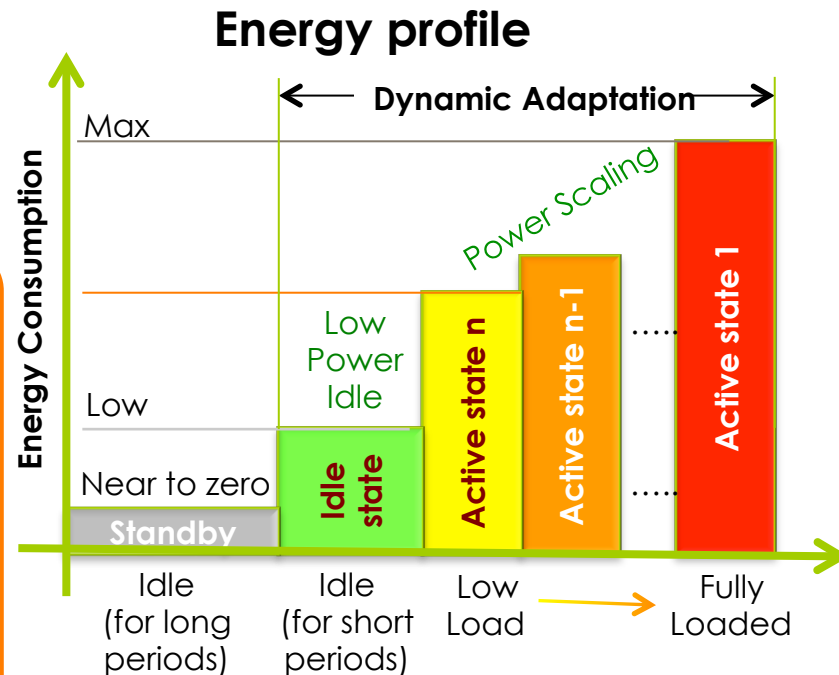 Energy profile
Dynamic Adaptation
Max
Power Scaling
Energy Consumption
Low
Power
Idle
Low
Near to zero
Standby
Idle
state
Active state n
Active state n-1
.....
.....
Active state 1
Idle
(for long
periods)
Idle
(for short
periods)
Low
Load
Fully
Loaded